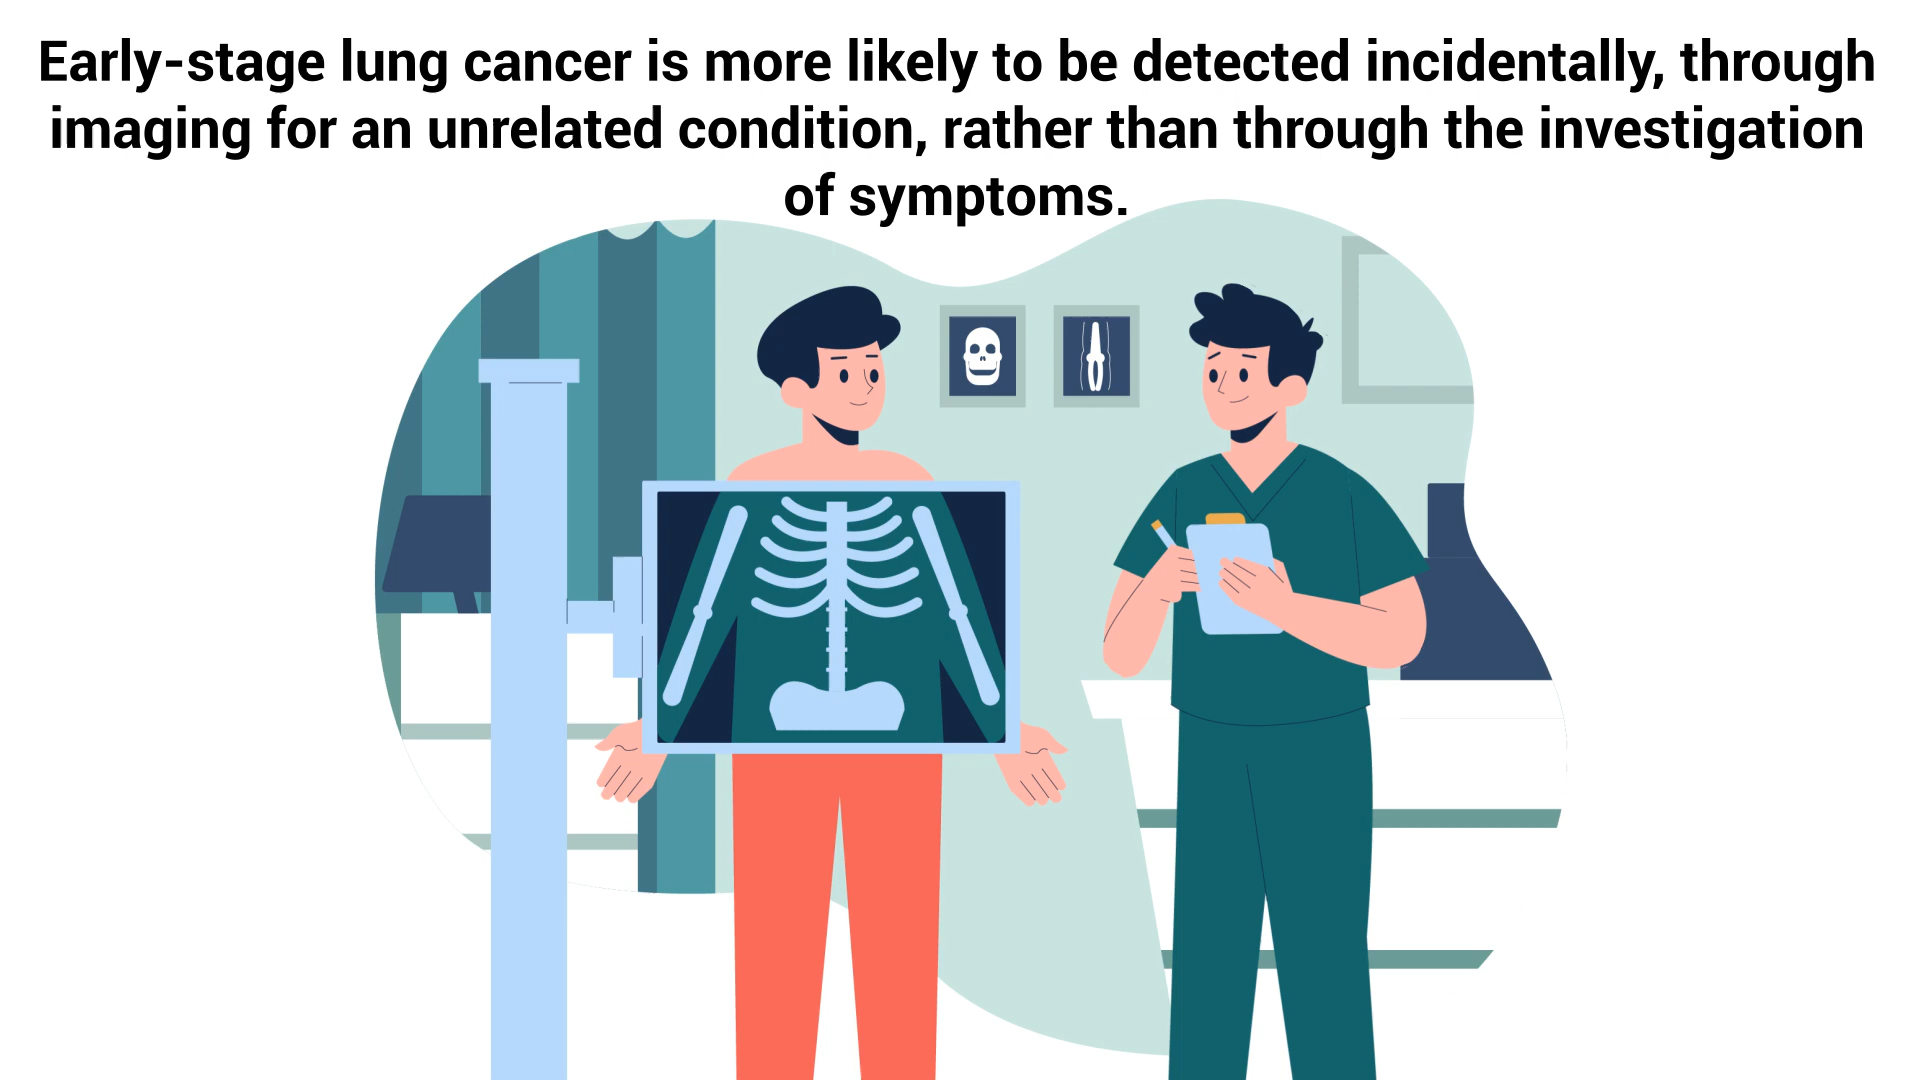 Early-stage lung cancer is more likely to be detected incidentally, through
imaging for an unrelated condition, rather than through the investigation
of symptoms.